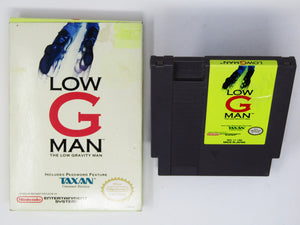 LOW
G
MAN
THE LOW GRAVITY MAN
INCLUDES PASSWORD FEATURE
TAXAN
Nintendo
ENTERTAINMENT
SYSTEM
LOW
G
MAN
TAXAN